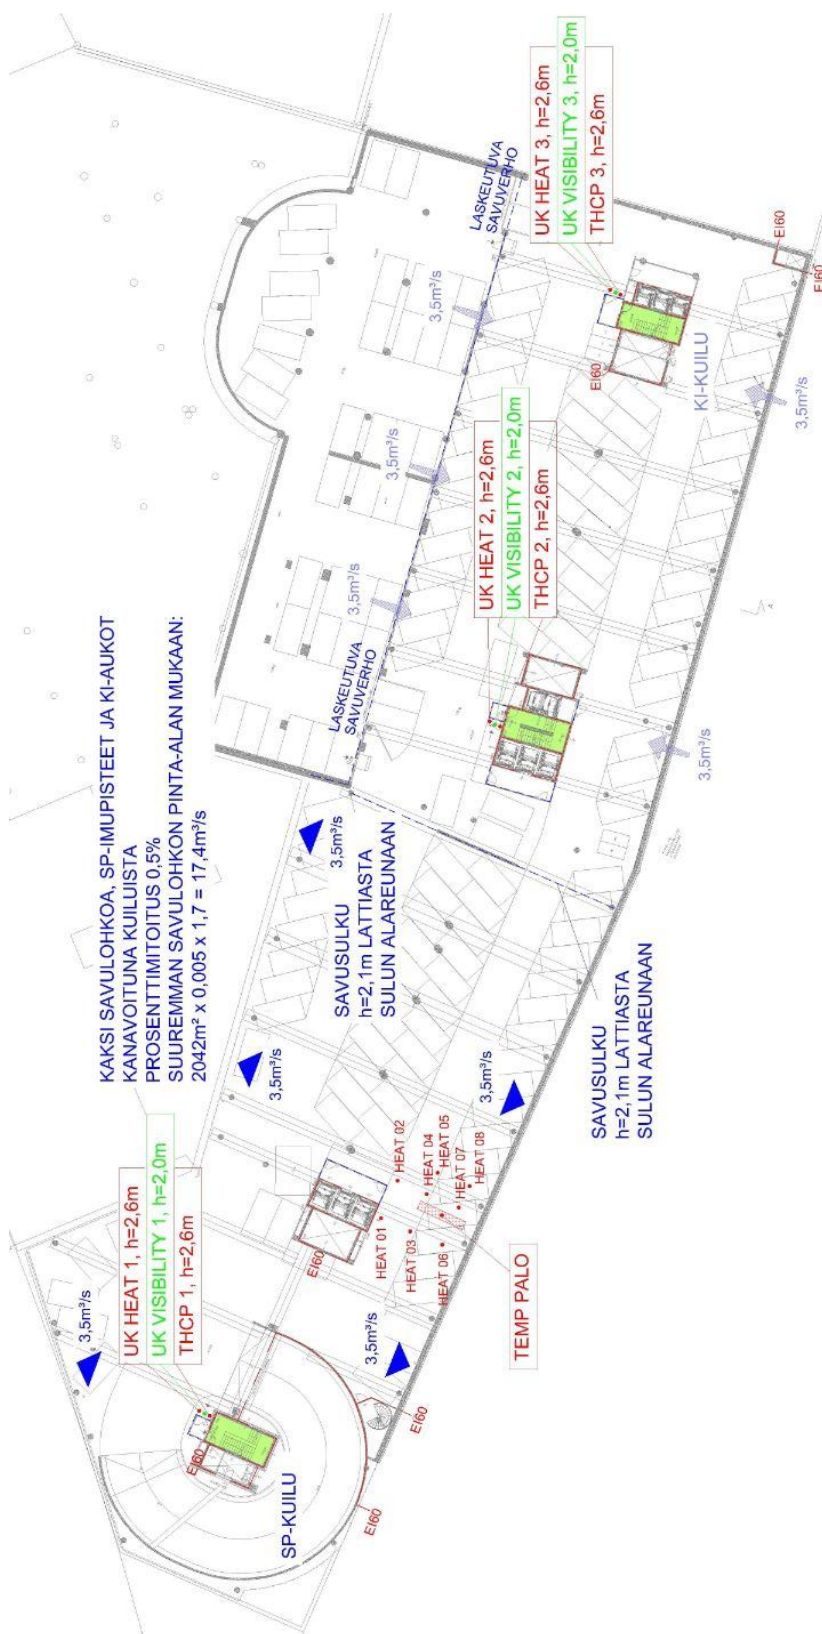 UK HEAT 3, h=2,6m
UK VISIBILITY 3, h=2,0m
THCP 3, h=2,6m
LASKEUTUVA
SAVUVERHO
EI60
EI60
3,5m³/s
EI60
KI-KUILU
3,5m³/s
3,5m³/s
UK HEAT 2, h=2,6m
UK VISIBILITY 2, h=2,0m
THCP 2, h=2,6m
3,5m³/s
LASKEUTUVA
SAVUVERHO
3,5m³/s
KAKSI SAVULOHKOA, SP-IMUPISTEET JA KI-AUKOT
KANAVOITUNA KUILUISTA
PROSENTTIMITOITUS 0,5%
SUUREMMAN SAVULOHKON PINTA-ALAN MUKAAN:
2042m² x 0,005 x 1,7 = 17,4m³/s
3,5m³/s
SAVUSULKU
h=2,1m LATTIASTA
SULUN ALAREUNAAN
SAVUSULKU
h=2,1m LATTIASTA
SULUN ALAREUNAAN
3,5m³/s
3,5m³/s
UK HEAT 1, h=2,6m
UK VISIBILITY 1, h=2,0m
THCP 1, h=2,6m
HEAT 02
HEAT 04
HEAT 05
HEAT 07
HEAT 08
HEAT 01
HEAT 03
HEAT 06
EI60
TEMP PALO
3,5m³/s
3,5m³/s
EI60
EI60
SP-KUILU
EI60